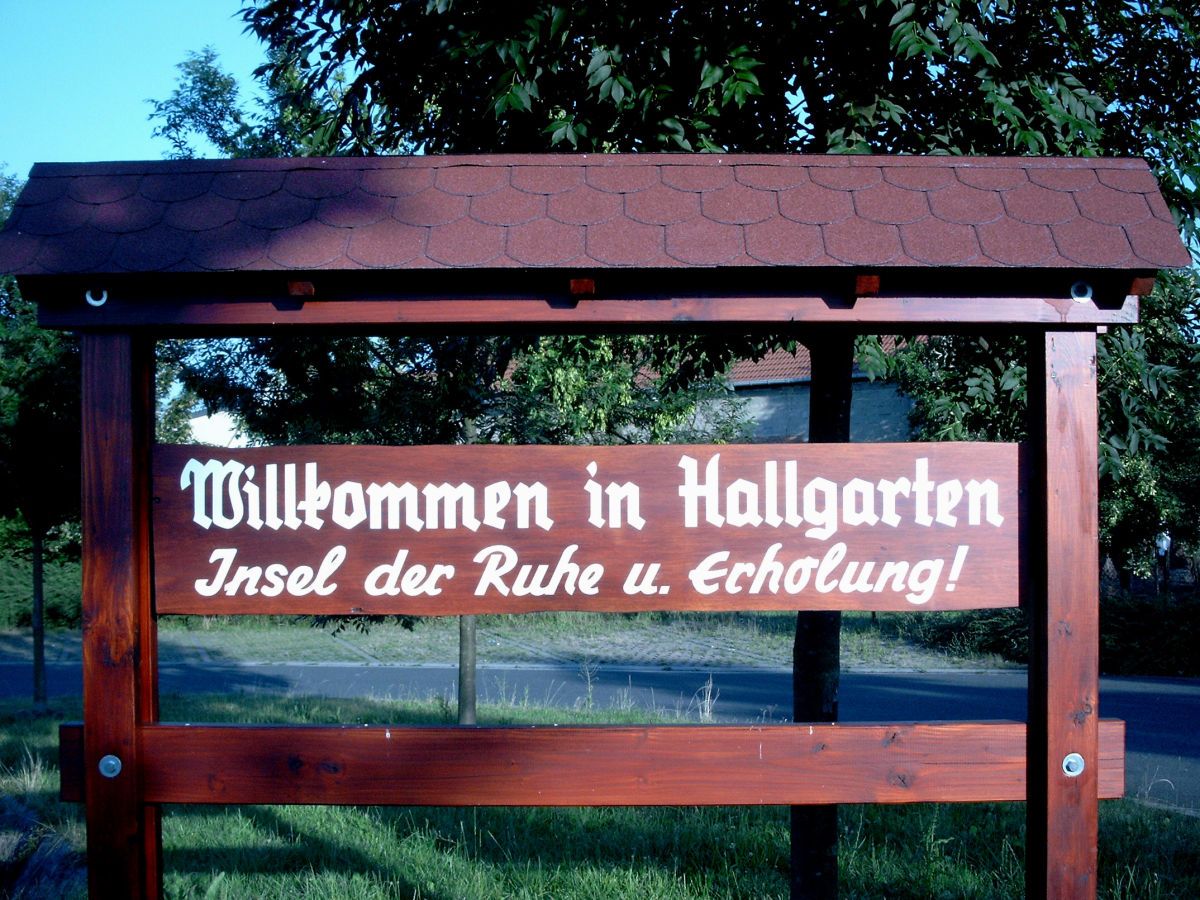 Willkommen in Hallgarten
Insel der Ruhe u. Erholung!